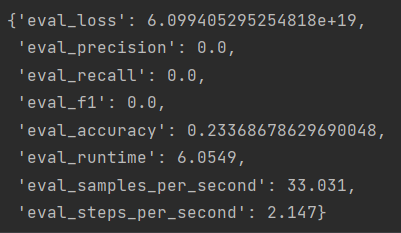 {'eval_loss': 6.099405295254818e+19,
'eval_precision': 0.0,
'eval_recall': 0.0,
'eval_f1': 0.0,
'eval_accuracy': 0.23368678629690048,
'eval_runtime': 6.0549,
'eval_samples_per_second': 33.031,
'eval_steps_per_second': 2.147}